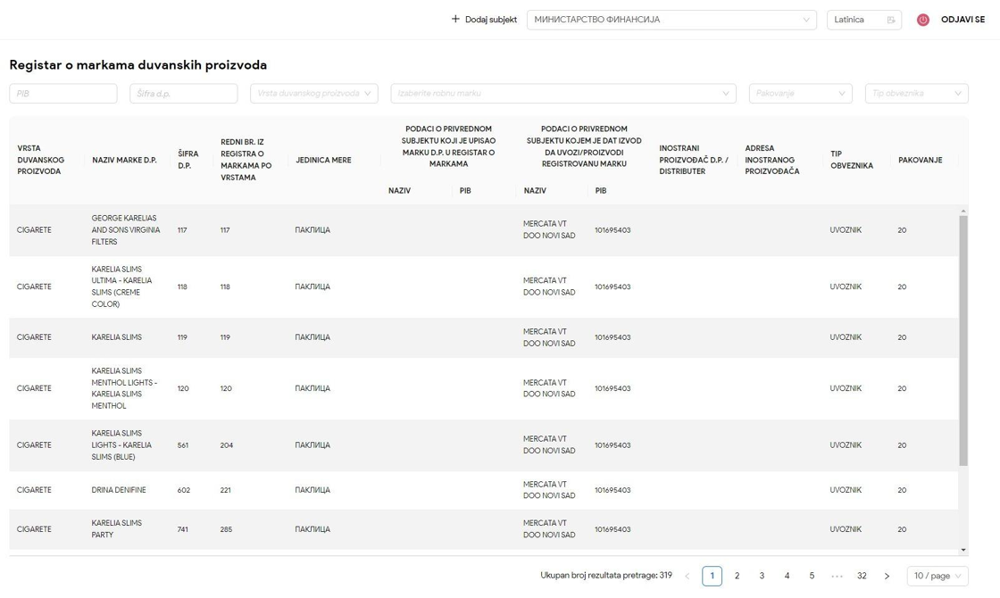 Dodaj subjekt
МИНИСТАРСТВО ФИНАНСИЈА
Latinica
ODJAVI SE
Registar o markama duvanskih proizvoda
PIB
Šifra d.p.
Vrsta duvanskog proizvoda
Izaberite robnu marku
Pakovanje
Tip obveznika
VRSTA
DUVANSKOG
PROIZVODA
NAZIV MARKE D.P.
ŠIFRA
D.P.
REDNI BR. IZ
REGISTRA O
MARKAMA PO
VRSTAMA
JEDINICA MERE
PODACI O PRIVREDNOM
SUBJEKTU KOJI JE UPISAO
MARKU D.P. U REGISTAR O
MARKAMA
NAZIV
PIB
PODACI O PRIVREDNOM
SUBJEKTU KOJEM JE DAT IZVOD
DA UVOZI/PROIZVODI
REGISTROVANU MARKU
NAZIV
PIB
INOSTRANI
PROIZVOĐAČ D.P. /
DISTRIBUTER
ADRESA
INOSTRANOG
PROIZVOĐAČA
TIP
OBVEZNIKA
PAKOVANJE
CIGARETE
GEORGE KARELIAS
AND SONS VIRGINIA
FILTERS
117
117
ПАКЛИЦА
MERCATA VT
DOO NOVI SAD
101695403
UVOZNIK
20
CIGARETE
KARELIA SLIMS
ULTIMA - KARELIA
SLIMS (CREME
COLOR)
118
118
ПАКЛИЦА
MERCATA VT
DOO NOVI SAD
101695403
UVOZNIK
20
CIGARETE
KARELIA SLIMS
119
119
ПАКЛИЦА
MERCATA VT
DOO NOVI SAD
101695403
UVOZNIK
20
CIGARETE
KARELIA SLIMS
MENTHOL LIGHTS -
KARELIA SLIMS
MENTHOL
120
120
ПАКЛИЦА
MERCATA VT
DOO NOVI SAD
101695403
UVOZNIK
20
CIGARETE
KARELIA SLIMS
LIGHTS - KARELIA
SLIMS (BLUE)
561
204
ПАКЛИЦА
MERCATA VT
DOO NOVI SAD
101695403
UVOZNIK
20
CIGARETE
DRINA DENIFINE
602
221
ПАКЛИЦА
MERCATA VT
DOO NOVI SAD
101695403
UVOZNIK
20
CIGARETE
KARELIA SLIMS
PARTY
741
285
ПАКЛИЦА
MERCATA VT
DOO NOVI SAD
101695403
UVOZNIK
20
Ukupan broj rezultata pretrage: 319
1
2
3
4
5
•••
32
10 / page